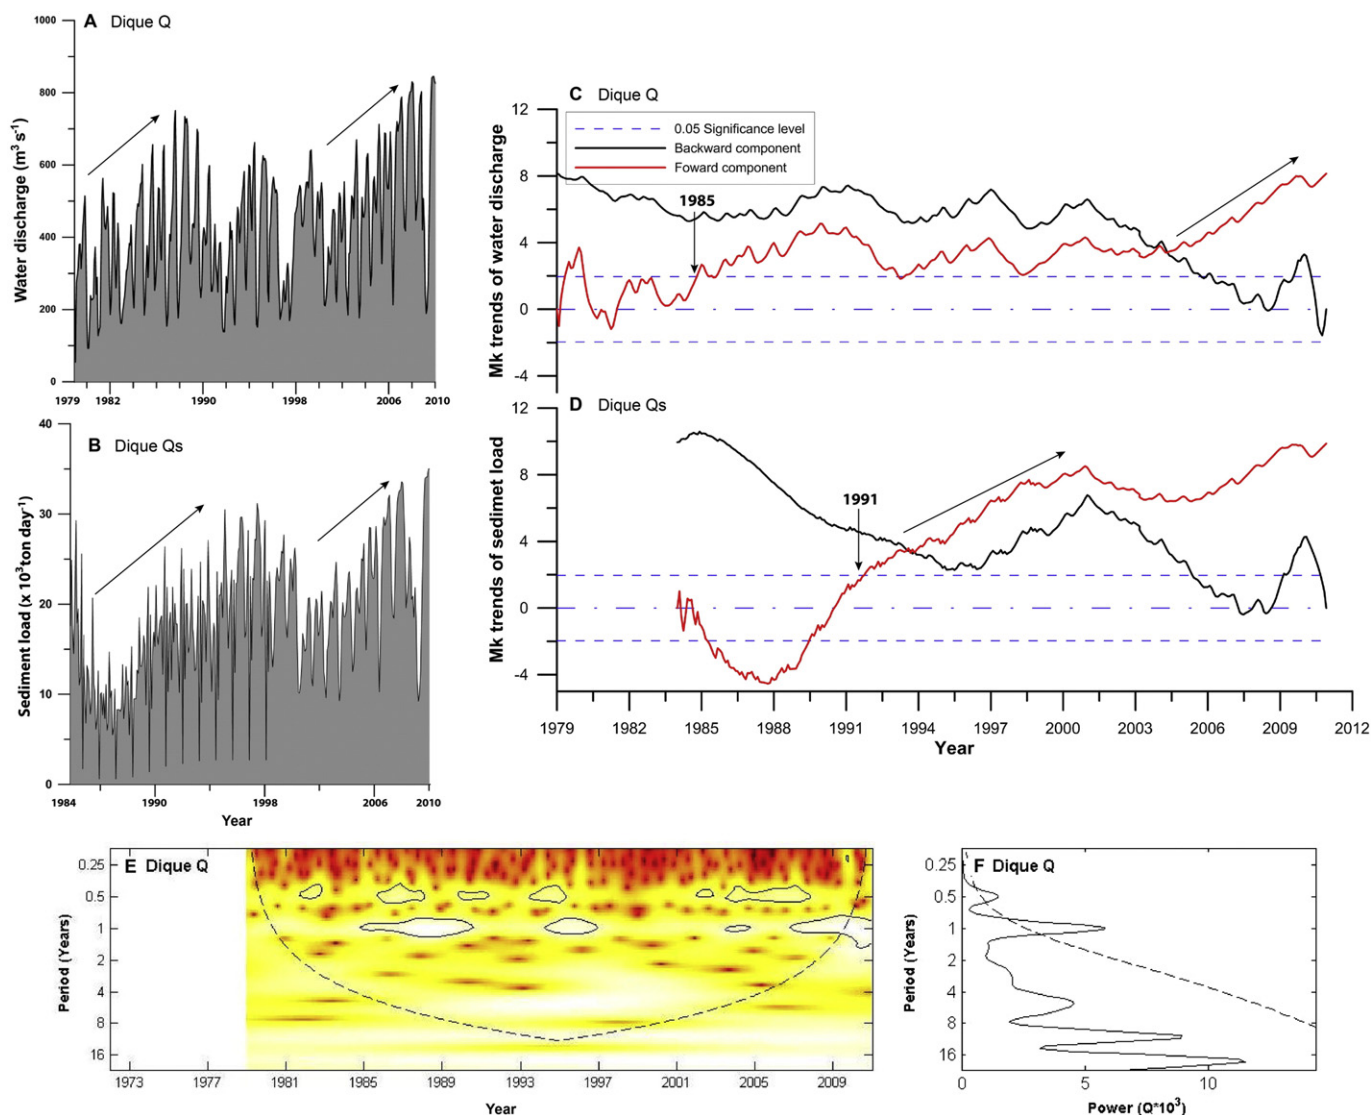 A Dique Q
1000
800
600
400
200
0
Water discharge (m³ s⁻¹)
1979 1982 1990 1998 2006 2010
B Dique Qs
40
30
20
10
0
Sediment load (x 10³ton day⁻¹)
1984 1990 1998 2006 2010
Year
C Dique Q
0.05 Significance level
Backward component
Foward component
12
8
4
0
-4
Mk trends of water discharge
1985
D Dique Qs
12
8
4
0
-4
Mk trends of sedimet load
1991
1979 1982 1985 1988 1991 1994 1997 2000 2003 2006 2009 2012
Year
E Dique Q
0.25
0.5
1
2
4
8
16
Period (Years)
1973 1977 1981 1985 1989 1993 1997 2001 2005 2009
Year
F Dique Q
0.25
0.5
1
2
4
8
16
Period (Years)
0 5 10
Power (Q*10³)